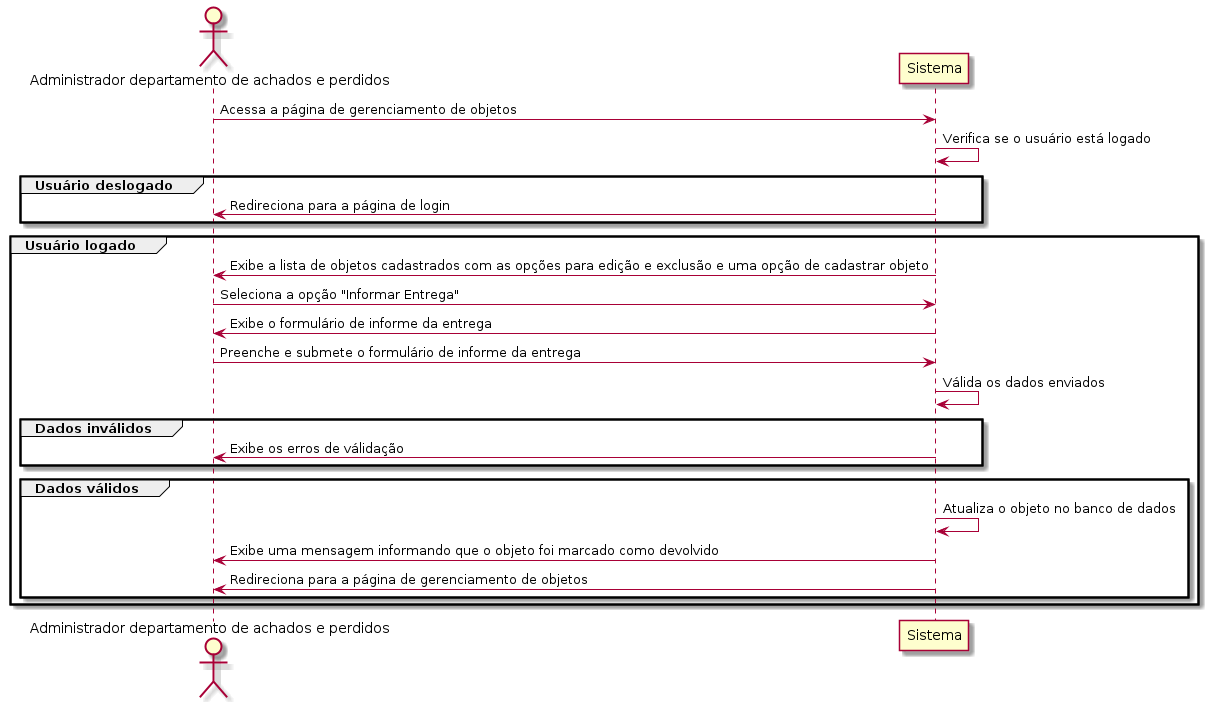 Administrador departamento de achados e perdidos
Sistema
Acessa a página de gerenciamento de objetos
Verifica se o usuário está logado
Usuário deslogado
Redireciona para a página de login
Usuário logado
Exibe a lista de objetos cadastrados com as opções para edição e exclusão e uma opção de cadastrar objeto
Seleciona a opção "Informar Entrega"
Exibe o formulário de informe da entrega
Preenche e submete o formulário de informe da entrega
Válida os dados enviados
Dados inválidos
Exibe os erros de válidação
Dados válidos
Atualiza o objeto no banco de dados
Exibe uma mensagem informando que o objeto foi marcado como devolvido
Redireciona para a página de gerenciamento de objetos
Administrador departamento de achados e perdidos
Sistema